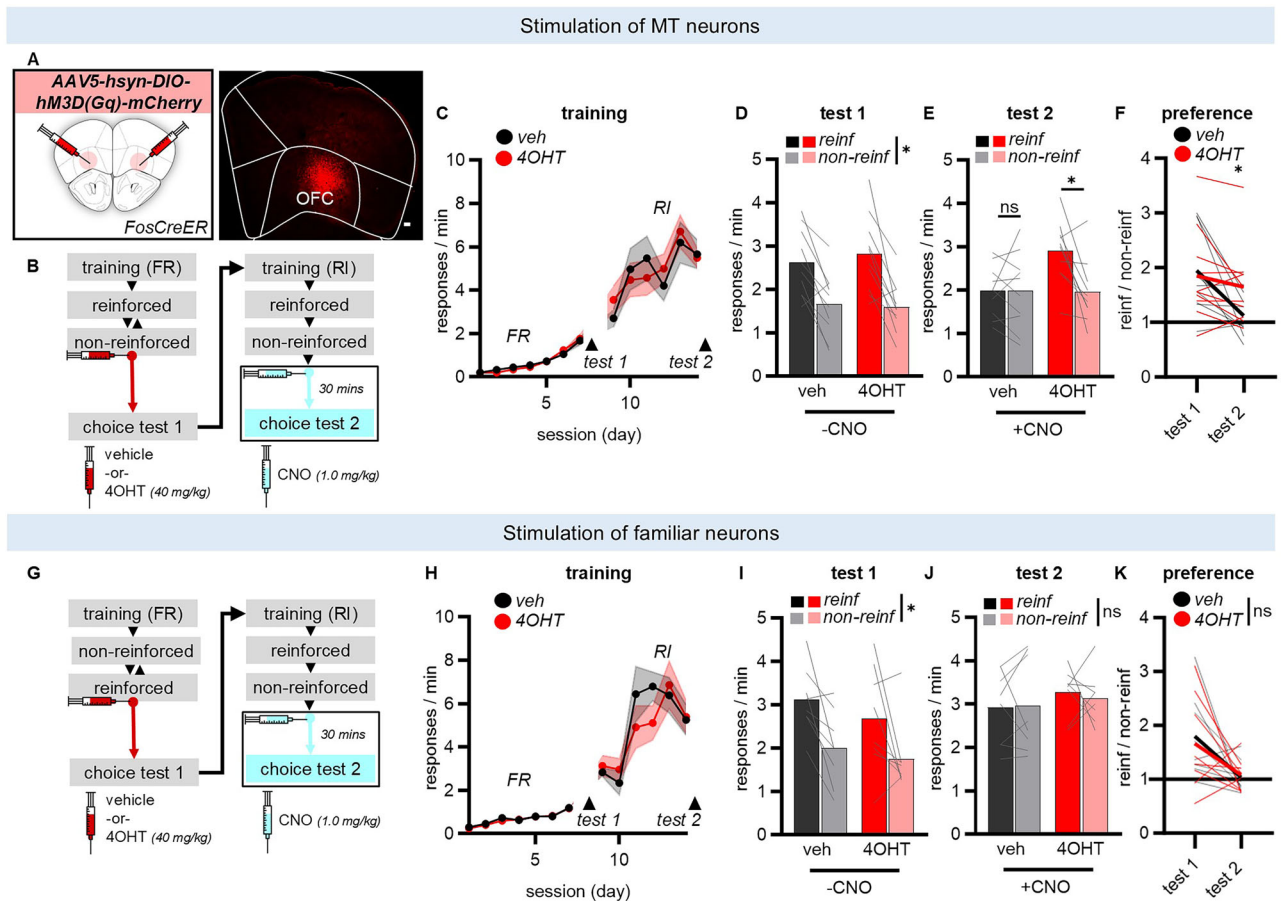 Stimulation of MT neurons
A
AAV5-hsyn-DIO-
hM3D(Gq)-mCherry
FosCreER
OFC
B
training (FR)
reinforced
non-reinforced
choice test 1
vehicle
-or-
4OHT (40 mg/kg)
training (RI)
reinforced
non-reinforced
30 mins
choice test 2
CNO (1.0 mg/kg)
C
training
veh
4OHT
responses / min
10
8
6
4
2
0
FR
RI
test 1
test 2
5
10
session (day)
D
test 1
reinf
non-reinf
*
responses / min
5
4
3
2
1
0
veh
4OHT
-CNO
E
test 2
reinf
non-reinf
ns
*
responses / min
5
4
3
2
1
0
veh
4OHT
+CNO
F
preference
veh
4OHT
*
reinf / non-reinf
4
3
2
1
0
test 1
test 2
Stimulation of familiar neurons
G
training (FR)
non-reinforced
reinforced
choice test 1
vehicle
-or-
4OHT (40 mg/kg)
training (RI)
reinforced
non-reinforced
30 mins
choice test 2
CNO (1.0 mg/kg)
H
training
veh
4OHT
responses / min
10
8
6
4
2
0
FR
RI
test 1
test 2
5
10
session (day)
I
test 1
reinf
non-reinf
*
responses / min
5
4
3
2
1
0
veh
4OHT
-CNO
J
test 2
reinf
non-reinf
ns
responses / min
5
4
3
2
1
0
veh
4OHT
+CNO
K
preference
veh
4OHT
ns
reinf / non-reinf
4
3
2
1
0
test 1
test 2